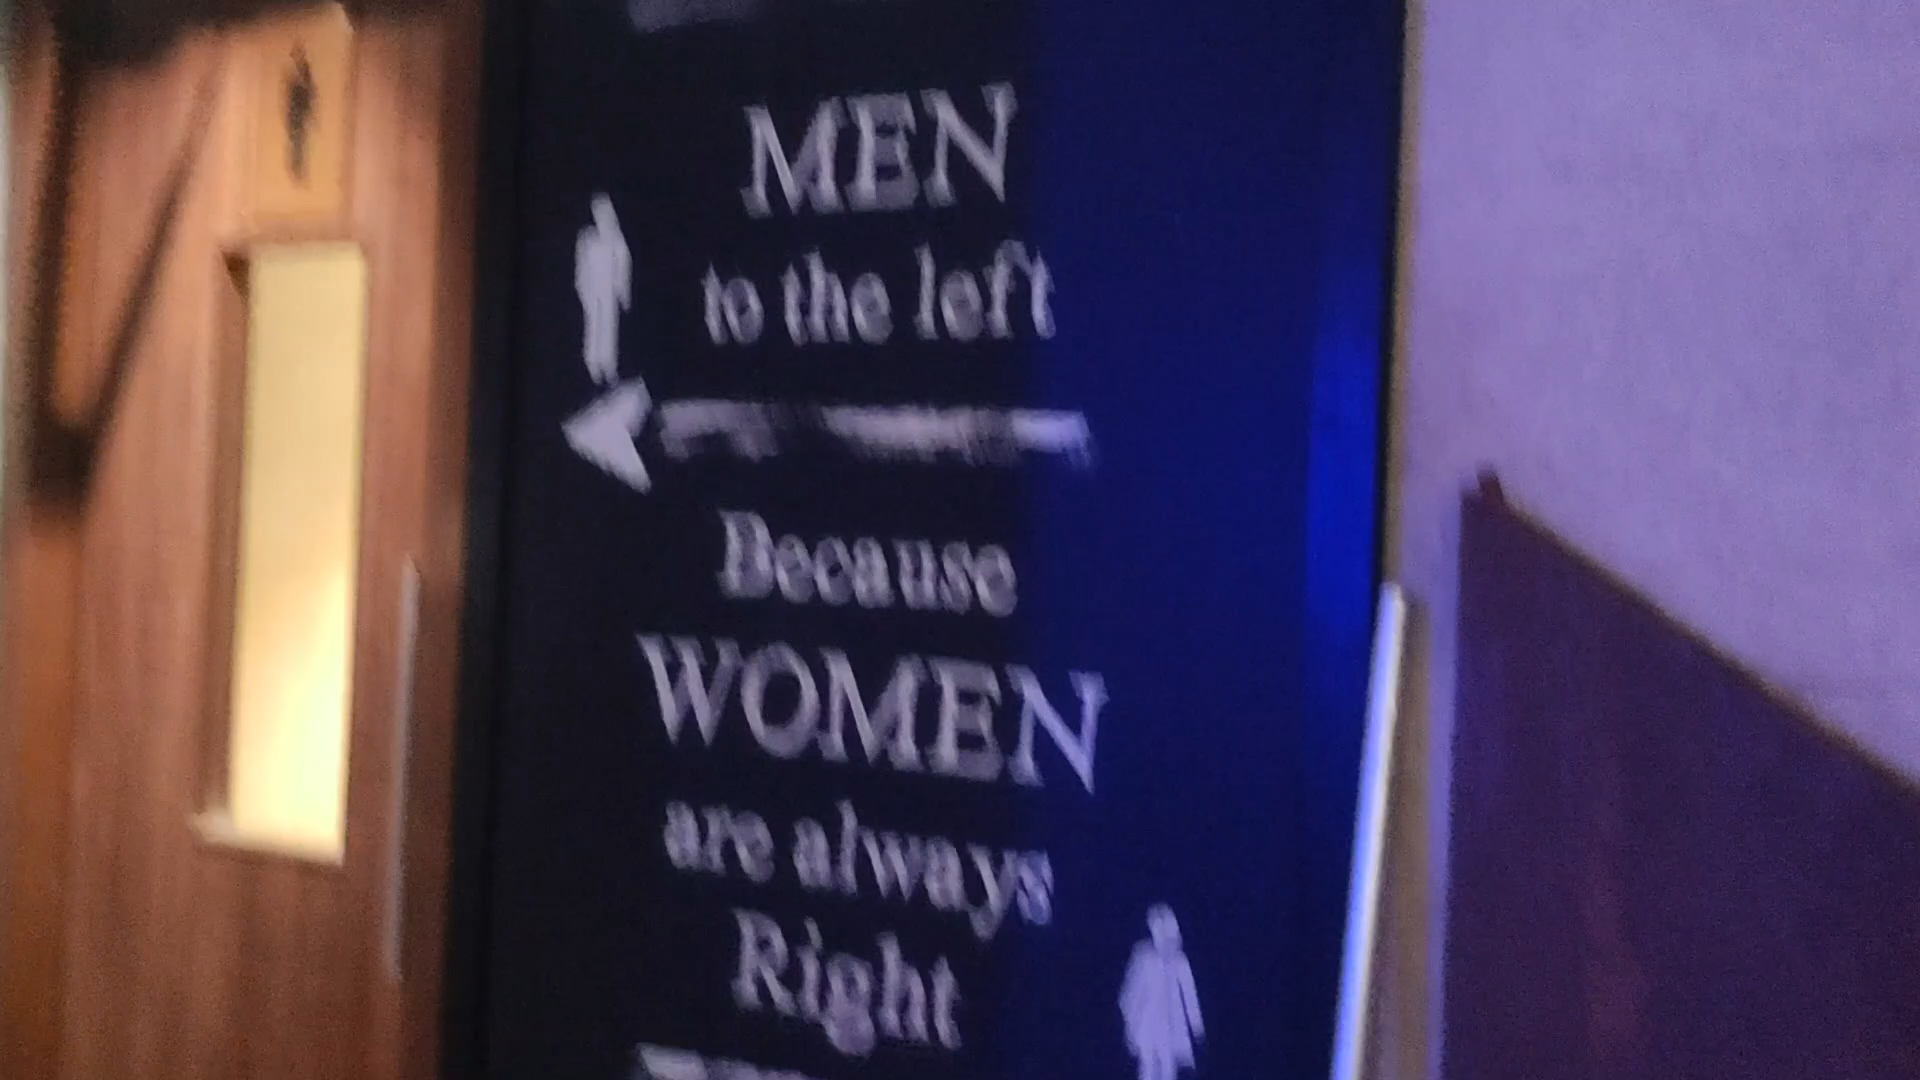 MEN
to the left
Because
WOMEN
are always
Right